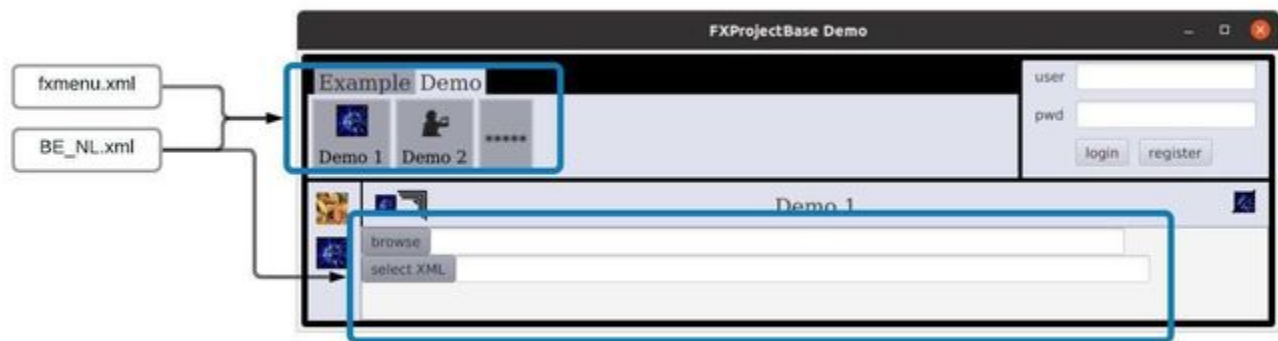 FXProjectBase Demo
fxmenu.xml
BE_NL.xml
Example Demo
Demo 1 Demo 2 *****
user
pwd
login register
Demo 1
browse
select XML